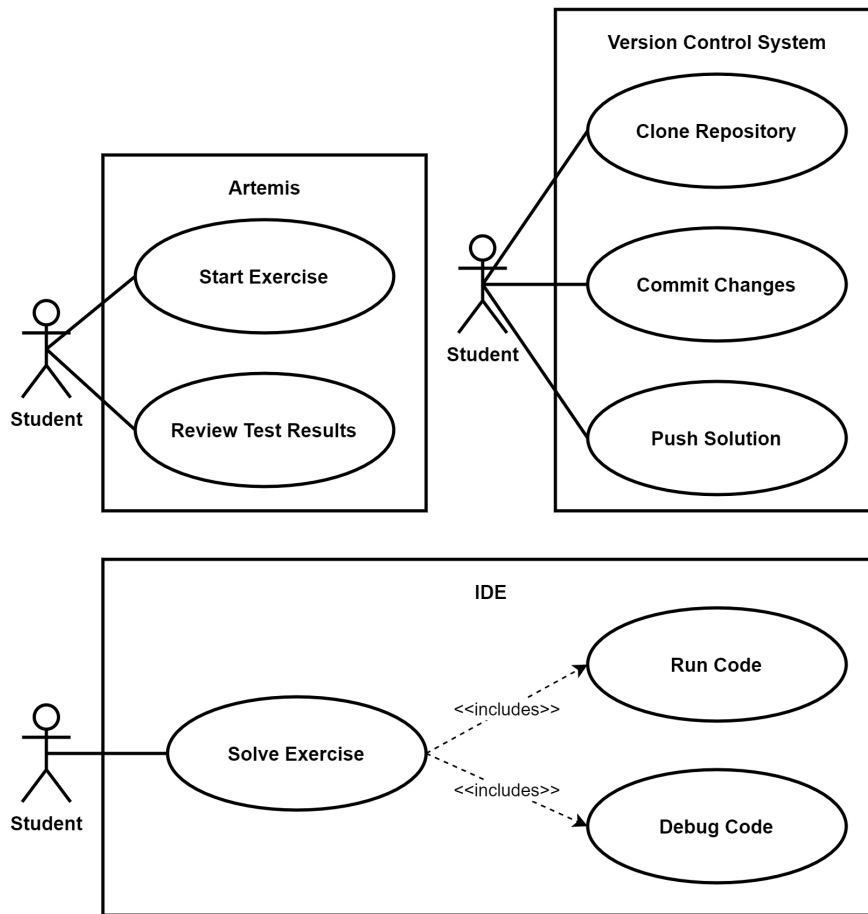 Version Control System
Clone Repository
Artemis
Start Exercise
Commit Changes
Student
Student
Review Test Results
Push Solution
IDE
Run Code
<<includes>>
Solve Exercise
<<includes>>
Student
Debug Code